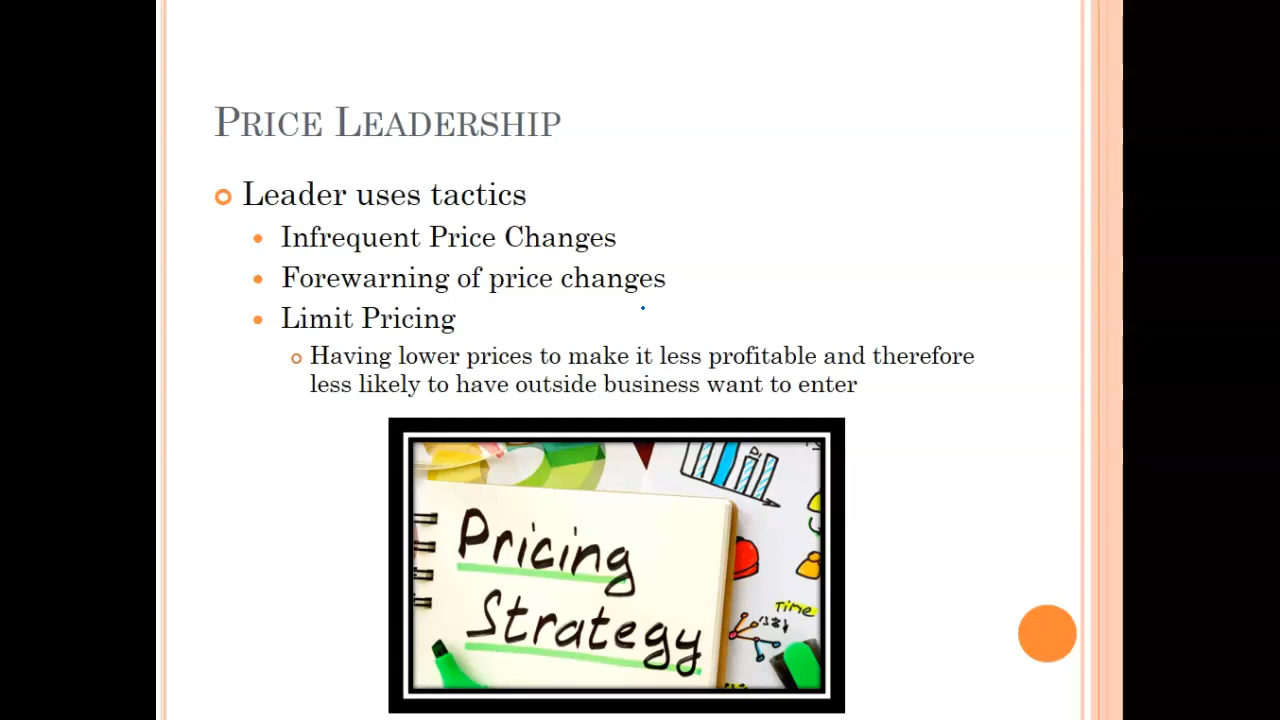 Price Leadership
Leader uses tactics
Infrequent Price Changes
Forewarning of price changes
Limit Pricing
Having lower prices to make it less profitable and therefore
less likely to have outside business want to enter
Pricing
Strategy
Time